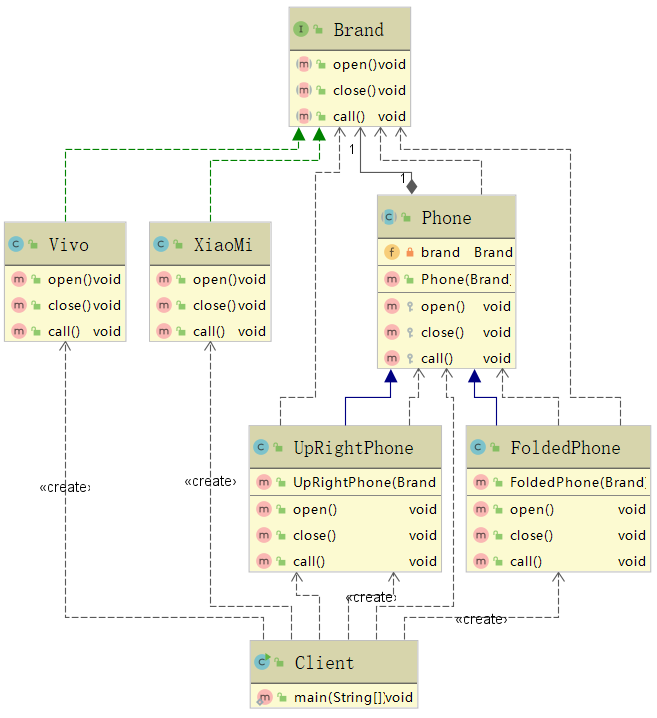 Brand
open() void
close() void
call() void
1
1
Phone
brand Brand
Phone(Brand)
open() void
close() void
call() void
Vivo
open() void
close() void
call() void
XiaoMi
open() void
close() void
call() void
UpRightPhone
UpRightPhone(Brand
open() void
close() void
call() void
FoldedPhone
FoldedPhone(Brand)
open() void
close() void
call() void
«create»
«create»
«create»
«create»
Client
main(String[]) void